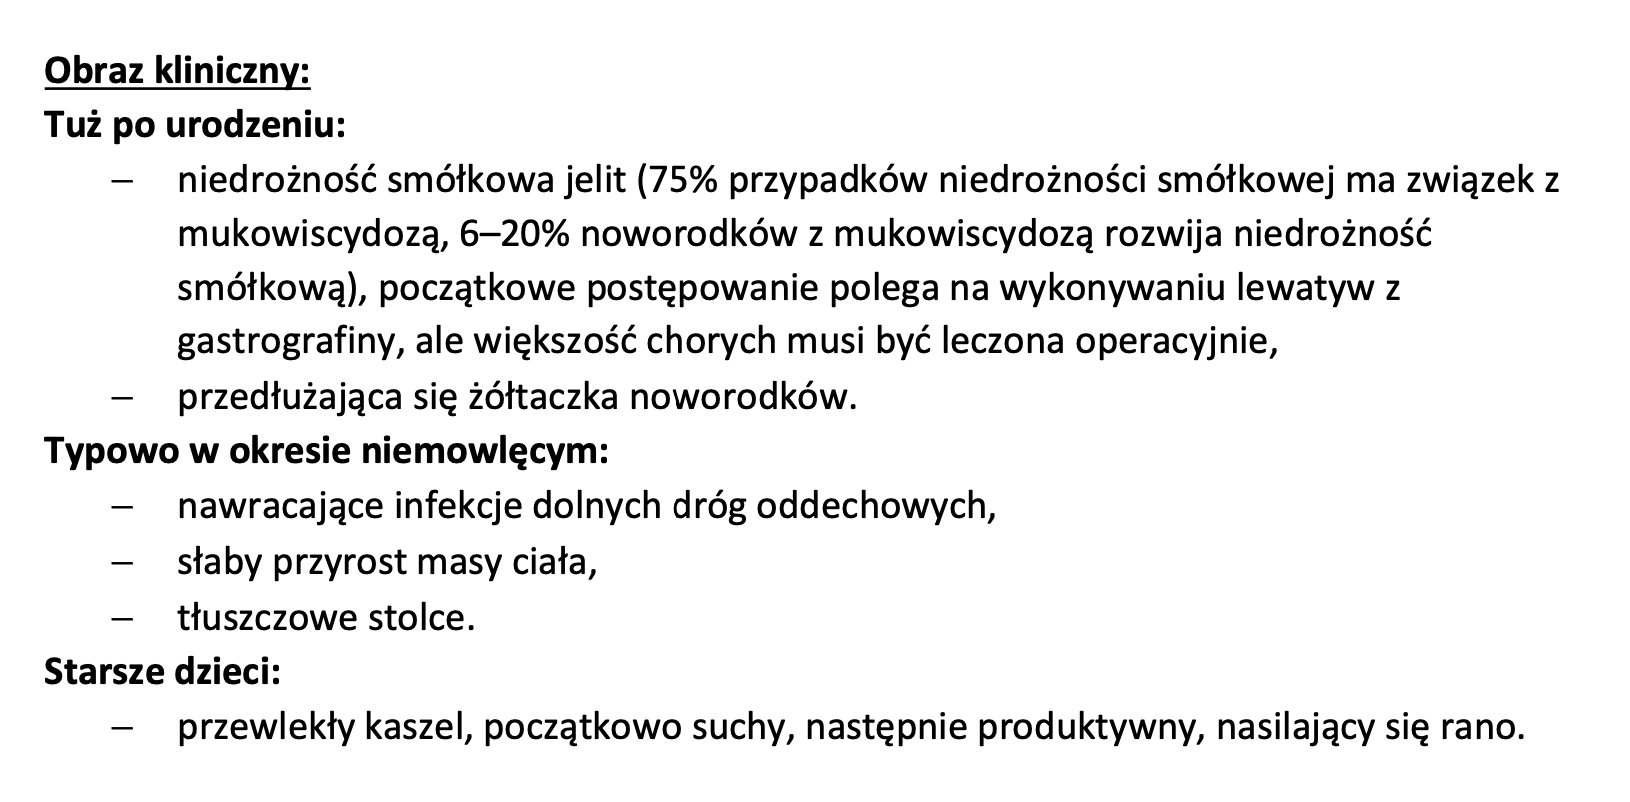 Obraz kliniczny:
Tuż po urodzeniu:
– niedrożność smółkowa jelit (75% przypadków niedrożności smółkowej ma związek z
mukowiscydozą, 6–20% noworodków z mukowiscydozą rozwija niedrożność
smółkową), początkowe postępowanie polega na wykonywaniu lewatyw z
gastrografiny, ale większość chorych musi być leczona operacyjnie,
– przedłużająca się żółtaczka noworodków.
Typowo w okresie niemowlęcym:
– nawracające infekcje dolnych dróg oddechowych,
– słaby przyrost masy ciała,
– tłuszczowe stolce.
Starsze dzieci:
– przewlekły kaszel, początkowo suchy, następnie produktywny, nasilający się rano.